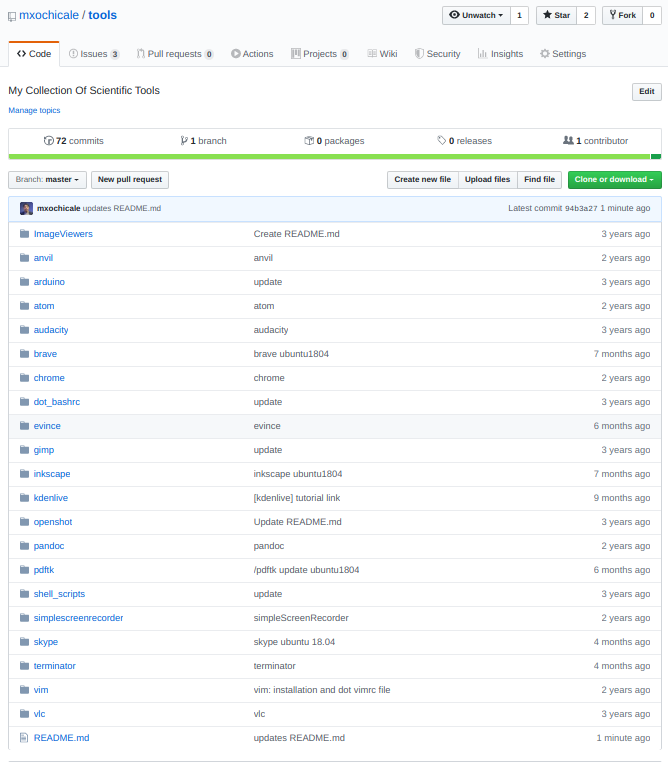 mxochicale / tools
Unwatch 1 Star 2 Fork 0
Code Issues 3 Pull requests 0 Actions Projects 0 Wiki Security Insights Settings
My Collection Of Scientific Tools Edit
Manage topics
72 commits 1 branch 0 packages 0 releases 1 contributor
Branch: master New pull request Create new file Upload files Find file Clone or download
mxochicale updates README.md Latest commit 94b3a27 1 minute ago
ImageViewers Create README.md 3 years ago
anvil anvil 2 years ago
arduino update 3 years ago
atom atom 2 years ago
audacity audacity 3 years ago
brave brave ubuntu1804 7 months ago
chrome chrome 2 years ago
dot_bashrc update 3 years ago
evince evince 6 months ago
gimp update 3 years ago
inkscape inkscape ubuntu1804 7 months ago
kdenlive [kdenlive] tutorial link 9 months ago
openshot Update README.md 3 years ago
pandoc pandoc 2 years ago
pdftk /pdftk update ubuntu1804 6 months ago
shell_scripts update 3 years ago
simplescreenrecorder simpleScreenRecorder 2 years ago
skype skype ubuntu 18.04 4 months ago
terminator terminator 4 months ago
vim vim: installation and dot vimrc file 2 years ago
vlc vlc 3 years ago
README.md updates README.md 1 minute ago